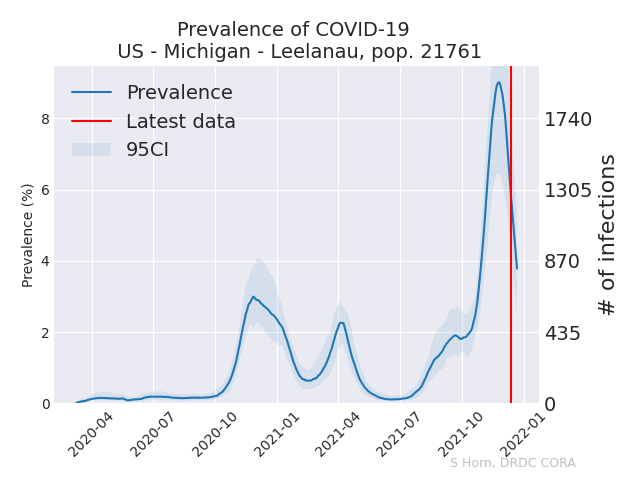 Prevalence of COVID-19
US - Michigan - Leelanau, pop. 21761
Prevalence
Latest data
95CI
Prevalence (%)
8
6
4
2
0
1740
1305
870
435
0
# of infections
2020-04
2020-07
2020-10
2021-01
2021-04
2021-07
2021-10
2022-01
S Horn, DRDC CORA